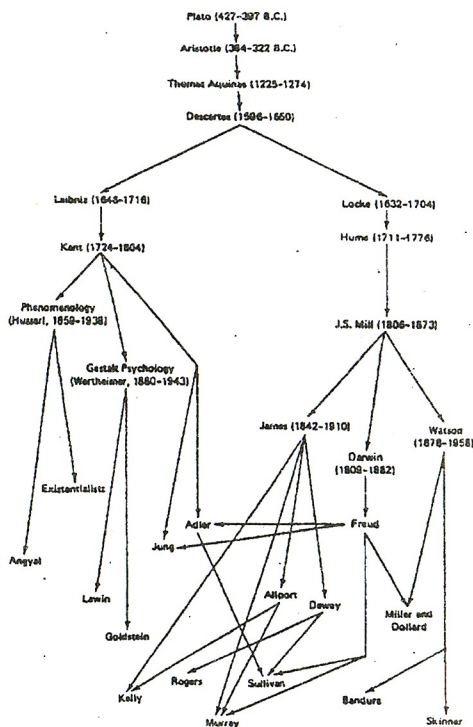 Plato (427-397 B.C.)
Aristotle (384-322 B.C.)
Thomas Aquinas (1225-1274)
Descartes (1596-1650)
Leibniz (1646-1716)
Locke (1632-1704)
Kant (1724-1804)
Hume (1711-1776)
Phenomenology
(Husserl, 1859-1938)
J.S. Mill (1806-1873)
Gestalt Psychology
(Wertheimer, 1880-1943)
James (1842-1910)
Watson
(1878-1958)
Darwin
(1809-1882)
Existentialists
Adler
Freud
Jung
Angyal
Lewin
Allport
Dewey
Miller and
Dollard
Goldstein
Rogers
Sullivan
Kelly
Bandura
Murray
Skinner